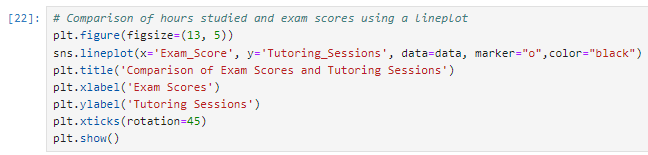 [22]: # Comparison of hours studied and exam scores using a lineplot
plt.figure(figsize=(13, 5))
sns.lineplot(x='Exam_Score', y='Tutoring_Sessions', data=data, marker="o",color="black")
plt.title('Comparison of Exam Scores and Tutoring Sessions')
plt.xlabel('Exam Scores')
plt.ylabel('Tutoring Sessions')
plt.xticks(rotation=45)
plt.show()